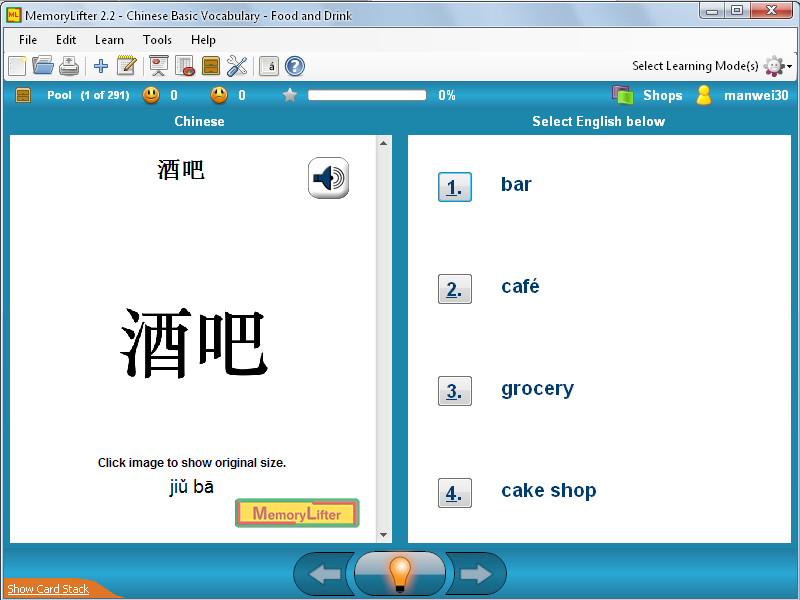 MemoryLifter 2.2 - Chinese Basic Vocabulary - Food and Drink
File Edit Learn Tools Help
á ? Select Learning Mode(s)
Pool (1 of 291) 0 0 0% Shops manwei30
Chinese
Select English below
酒吧
酒吧
Click image to show original size.
jiǔ bā
MemoryLifter
1. bar
2. café
3. grocery
4. cake shop
Show Card Stack